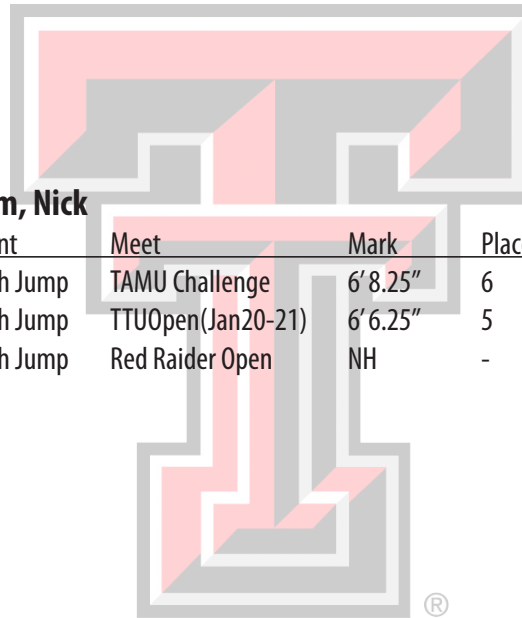 m, Nick
nt Meet Mark Plac
h Jump TAMU Challenge 6’8.25” 6
h Jump TTUOpen(Jan20-21) 6’6.25” 5
h Jump Red Raider Open NH -
®